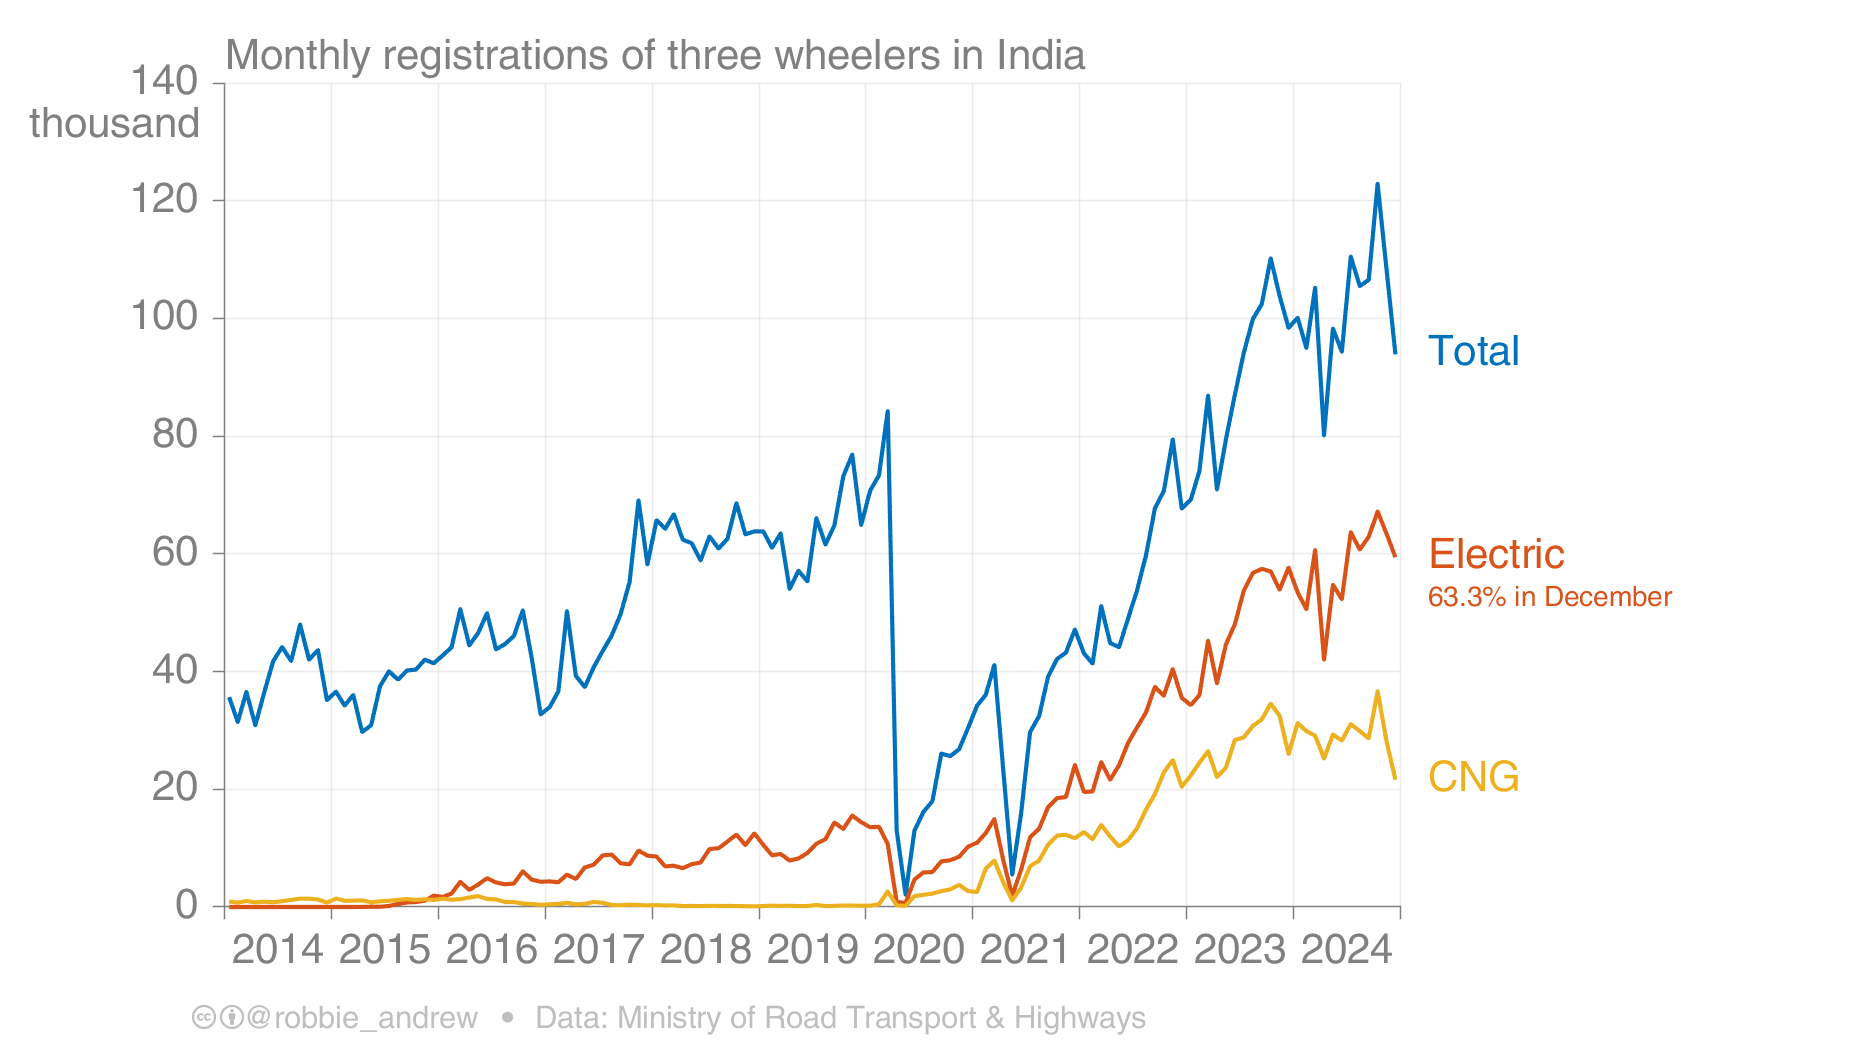 Monthly registrations of three wheelers in India
140
thousand
120
100
80
60
40
20
0
Total
Electric
63.3% in December
CNG
2014 2015 2016 2017 2018 2019 2020 2021 2022 2023 2024
cc @robbie_andrew • Data: Ministry of Road Transport & Highways